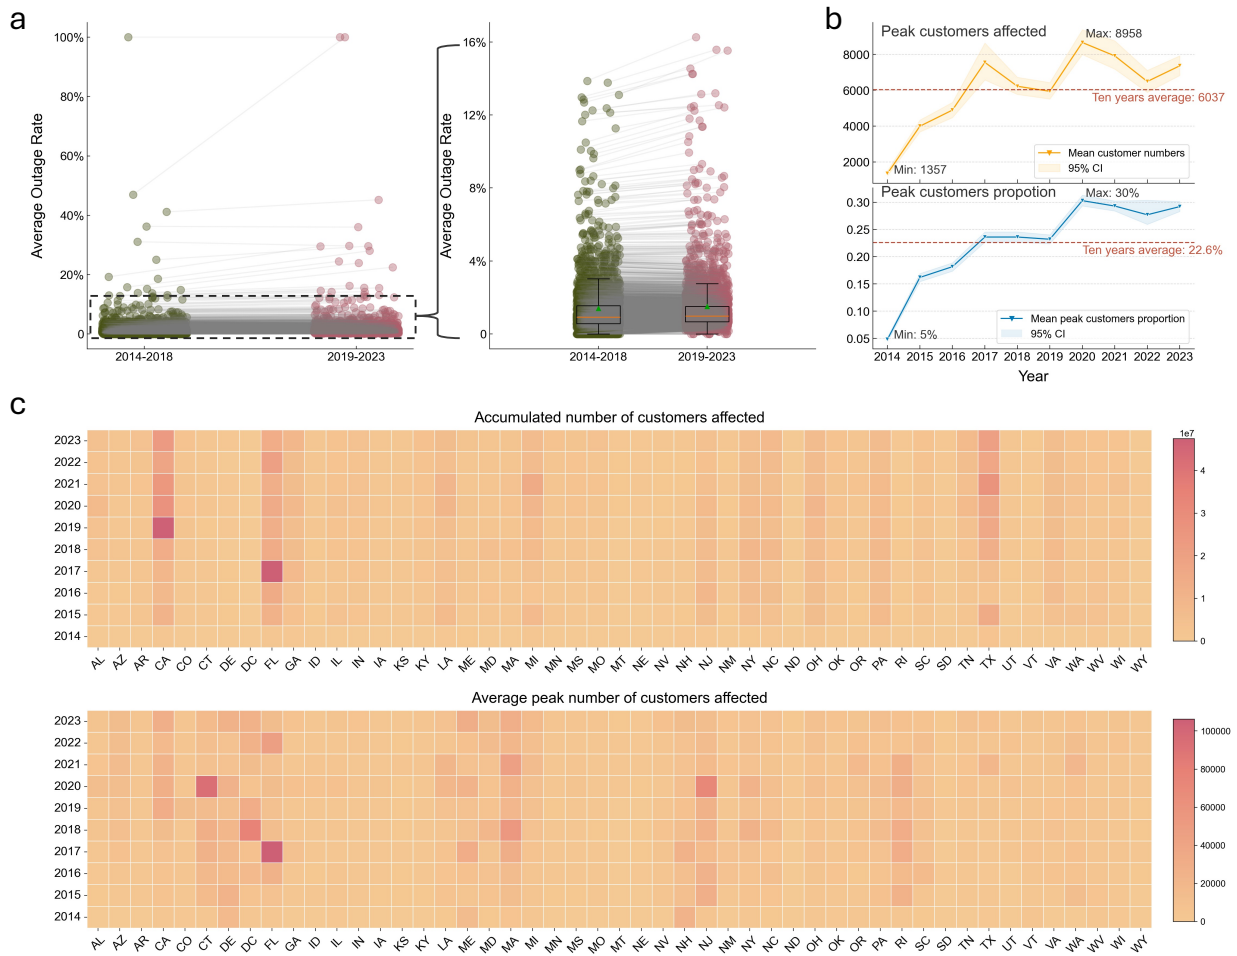 a
b
100%
80%
60%
40%
20%
0
Average Outage Rate
2014-2018
2019-2023
16%
12%
8%
4%
0
Average Outage Rate
2014-2018
2019-2023
Peak customers affected
Max: 8958
8000
6000
4000
2000
Ten years average: 6037
Mean customer numbers
95% CI
Min: 1357
Peak customers propotion
Max: 30%
0.30
0.25
0.20
0.15
0.10
0.05
Ten years average: 22.6%
Mean peak customers proportion
95% CI
Min: 5%
2014 2015 2016 2017 2018 2019 2020 2021 2022 2023
Year
c
Accumulated number of customers affected
2023
2022
2021
2020
2019
2018
2017
2016
2015
2014
AL AZ AR CA CO CT DE DC FL GA ID IL IN IA KS KY LA ME MD MA MI MN MS MO MT NE NV NH NJ NM NY NC ND OH OK OR PA RI SC SD TN TX UT VT VA WA WV WI WY
1e7
4
3
2
1
0
Average peak number of customers affected
2023
2022
2021
2020
2019
2018
2017
2016
2015
2014
AL AZ AR CA CO CT DE DC FL GA ID IL IN IA KS KY LA ME MD MA MI MN MS MO MT NE NV NH NJ NM NY NC ND OH OK OR PA RI SC SD TN TX UT VT VA WA WV WI WY
100000
80000
60000
40000
20000
0